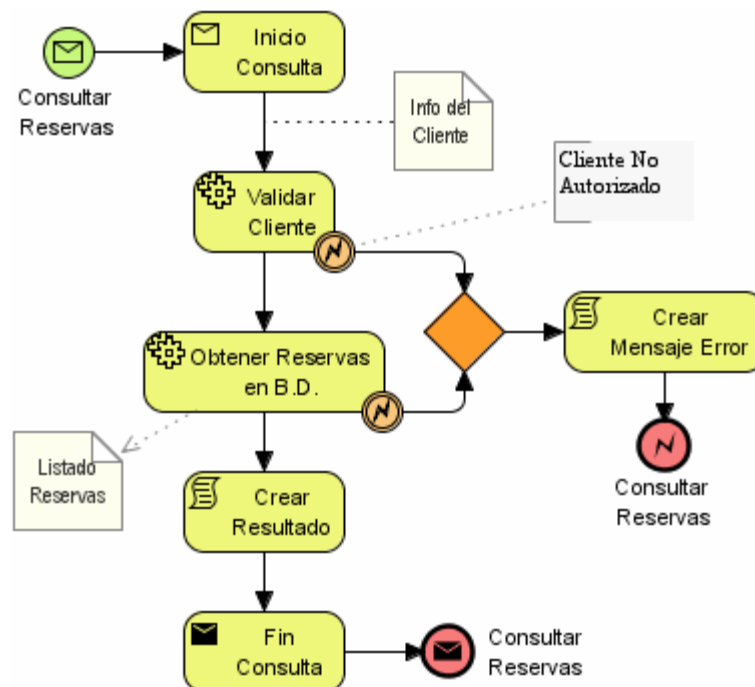 Inicio
Consulta
Consultar
Reservas
Info del
Cliente
Cliente No
Autorizado
Validar
Cliente
Crear
Mensaje Error
Obtener Reservas
en B.D.
Listado
Reservas
Crear
Resultado
Consultar
Reservas
Fin
Consulta
Consultar
Reservas